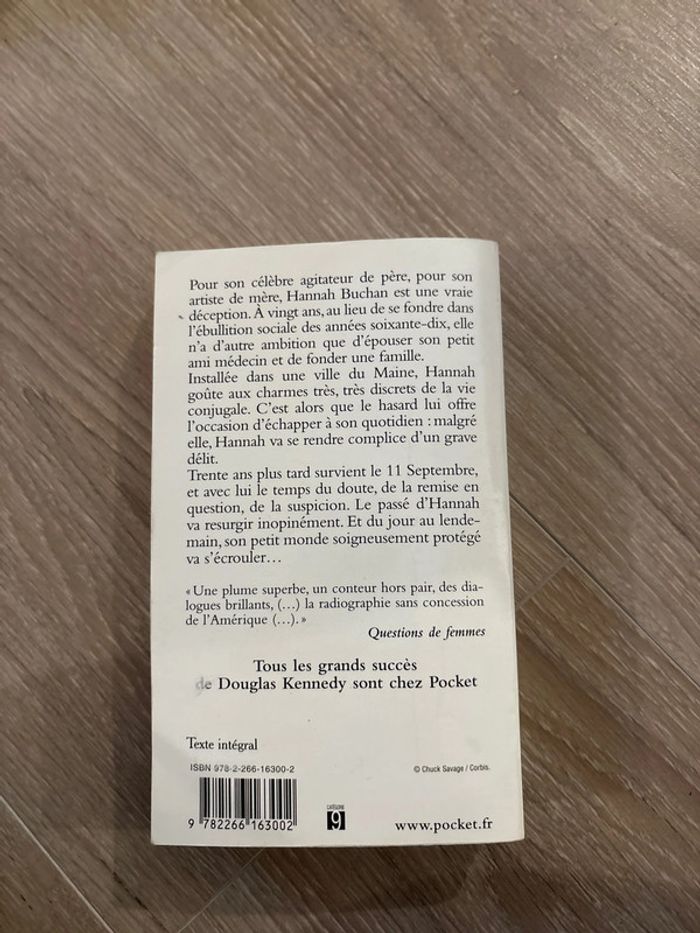 Pour son célèbre agitateur de père, pour son
artiste de mère, Hannah Buchan est une vraie
déception. À vingt ans, au lieu de se fondre dans
l'ébullition sociale des années soixante-dix, elle
n'a d'autre ambition que d'épouser son petit
ami médecin et de fonder une famille.
Installée dans une ville du Maine, Hannah
goûte aux charmes très, très discrets de la vie
conjugale. C'est alors que le hasard lui offre
l'occasion d'échapper à son quotidien : malgré
elle, Hannah va se rendre complice d'un grave
délit.
Trente ans plus tard survient le 11 Septembre,
et avec lui le temps du doute, de la remise en
question, de la suspicion. Le passé d'Hannah
va resurgir inopinément. Et du jour au lende-
main, son petit monde soigneusement protégé
va s'écrouler…
« Une plume superbe, un conteur hors pair, des dia-
logues brillants, (…) la radiographie sans concession
de l'Amérique (…). »
Questions de femmes
Tous les grands succès
de Douglas Kennedy sont chez Pocket
Texte intégral
ISBN 978-2-266-16300-2
© Chuck Savage / Corbis.
9 782266 163002
CATÉGORIE
9
www.pocket.fr